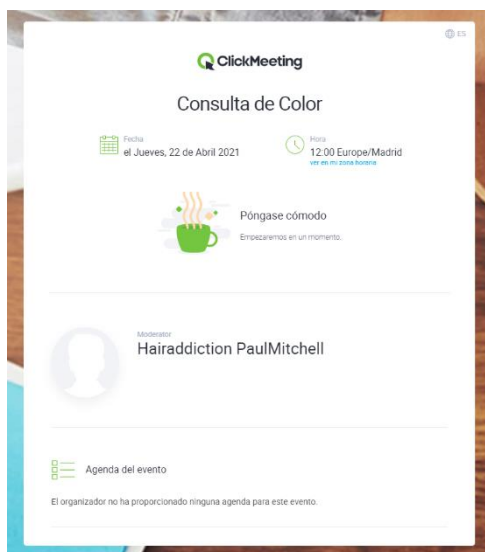 ES
ClickMeeting
Consulta de Color
Fecha
el Jueves, 22 de Abril 2021
Hora
12:00 Europe/Madrid
ver en mi zona horaria
Póngase cómodo
Empezaremos en un momento.
Moderator
Hairaddiction PaulMitchell
Agenda del evento
El organizador no ha proporcionado ninguna agenda para este evento.